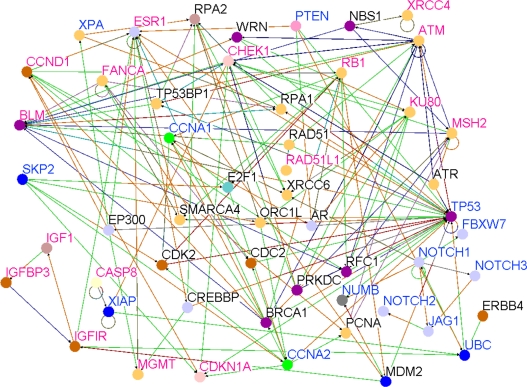 XRCC4
RPA2
PTEN
NBS1
XPA
ESR1
WRN
ATM
CHEK1
CCND1
FANCA
RB1
TP53BP1
RPA1
KU80
BLM
MSH2
CCNA1
RAD51
RAD51L1
SKP2
E2F1
XRCC6
ATR
TP53
EP300
SMARCA4
ORC1L
AR
FBXW7
IGF1
CDK2
CDC2
RFC1
NOTCH1
IGFBP3
CASP8
PRKDC
NOTCH3
XIAP
CREBBP
NUMB
NOTCH2
ERBB4
BRCA1
PCNA
JAG1
IGFIR
CCNA2
UBC
MGMT
CDKN1A
MDM2